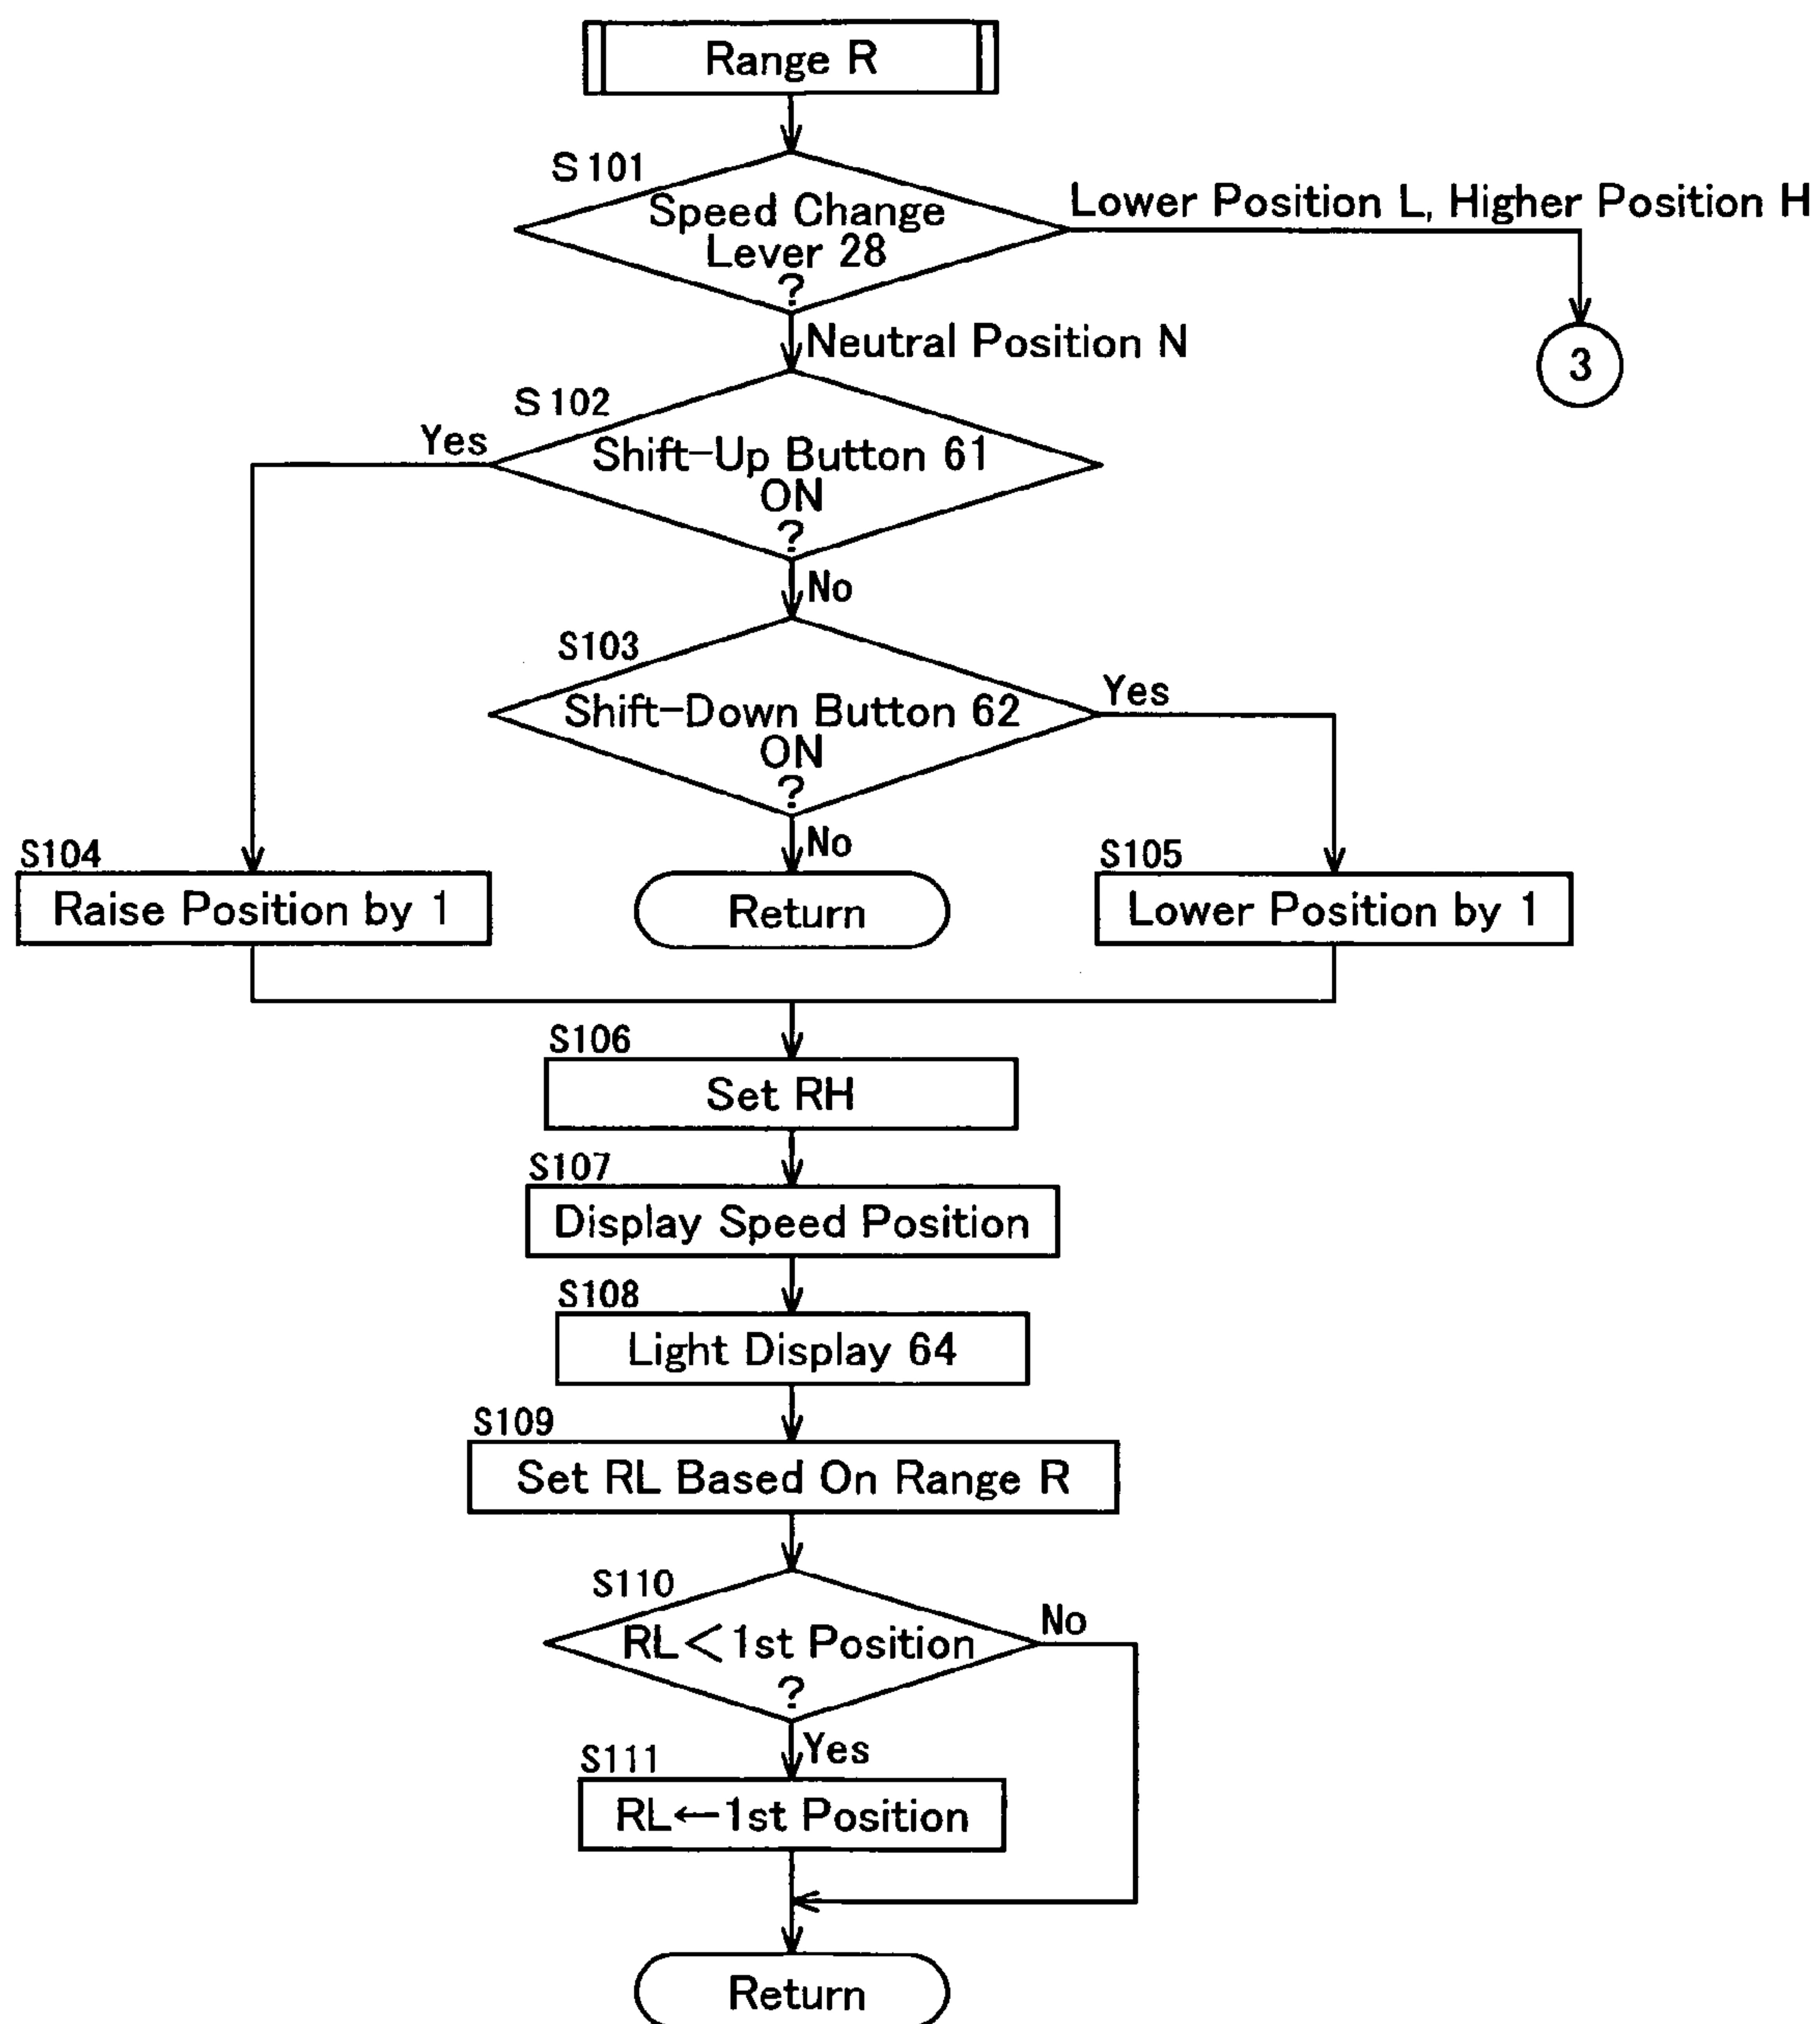 Range R
S101
Speed Change
Lever 28
?
Lower Position L, Higher Position H
3
Neutral Position N
S102
Yes
Shift-Up Button 61
ON
?
No
S103
Shift-Down Button 62
ON
?
Yes
No
S104
Raise Position by 1
Return
S105
Lower Position by 1
S106
Set RH
S107
Display Speed Position
S108
Light Display 64
S109
Set RL Based On Range R
S110
RL<1st Position
?
No
Yes
S111
RL←1st Position
Return